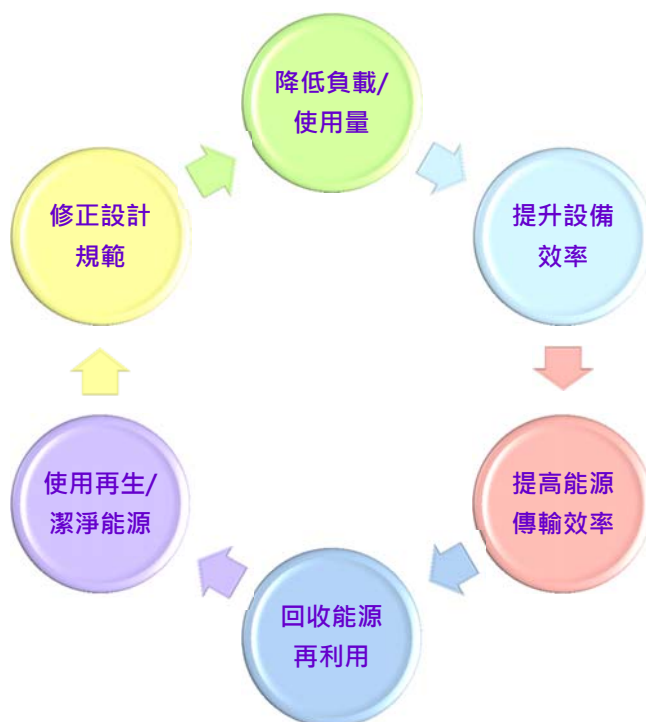 降低負載/
使用量
提升設備
效率
提高能源
傳輸效率
回收能源
再利用
使用再生/
潔淨能源
修正設計
規範